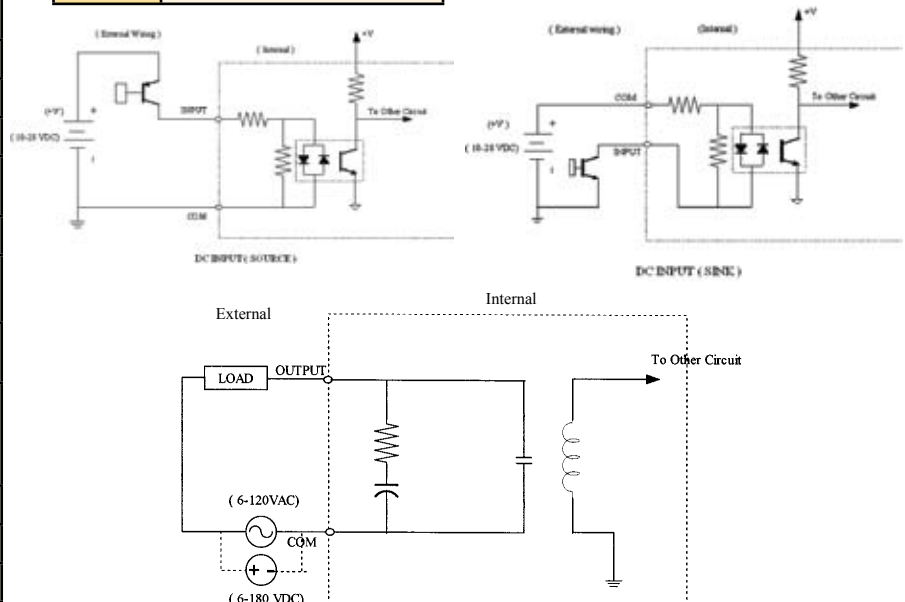 ( External Wiring )
( Internal )
+V
INPUT
To Other Circuit
(+V)
+
( 10-28 VDC)
COM
DC INPUT ( SOURCE )
( External wiring )
(Internal )
+V
COM
To Other Circuit
(+V)
+
( 10-28 VDC)
INPUT
DC INPUT ( SINK )
External
Internal
LOAD
OUTPUT
To Other Circuit
( 6-120VAC)
COM
+ -
( 6-180 VDC)